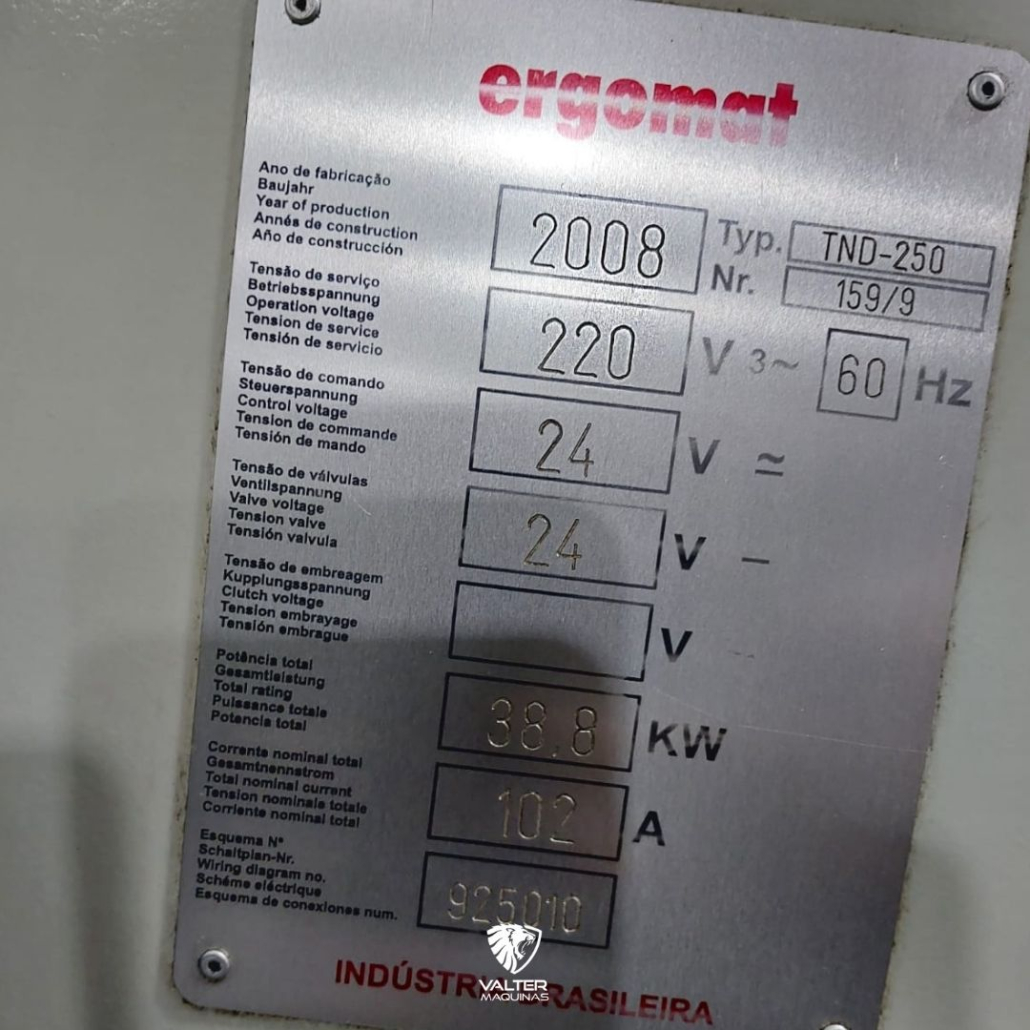 ergomat
Ano de fabricação
Baujahr
Year of production
Annés de construction
Año de construcción
2008
Typ. TND-250
Nr. 159/9
Tensão de serviço
Betriebsspannung
Operation voltage
Tension de service
Tensión de servicio
220 V 3~ 60 Hz
Tensão de comando
Steuerspannung
Control voltage
Tension de commande
Tensión de mando
24 V ≃
Tensão de válvulas
Ventilspannung
Valve voltage
Tension valve
Tensión valvula
24 V –
Tensão de embreagem
Kupplungsspannung
Clutch voltage
Tension embrayage
Tensión embrague
V
Potência total
Gesamtleistung
Total rating
Puissance totale
Potencia total
38.8 KW
Corrente nominal total
Gesamtnennstrom
Total nominal current
Tension nominale totale
Corriente nominal total
102 A
Esquema Nº
Schaltplan-Nr.
Wiring diagram no.
Schéme eléctrique
Esquema de conexiones num.
925010
INDÚSTRIA BRASILEIRA
VALTER
MAQUINAS